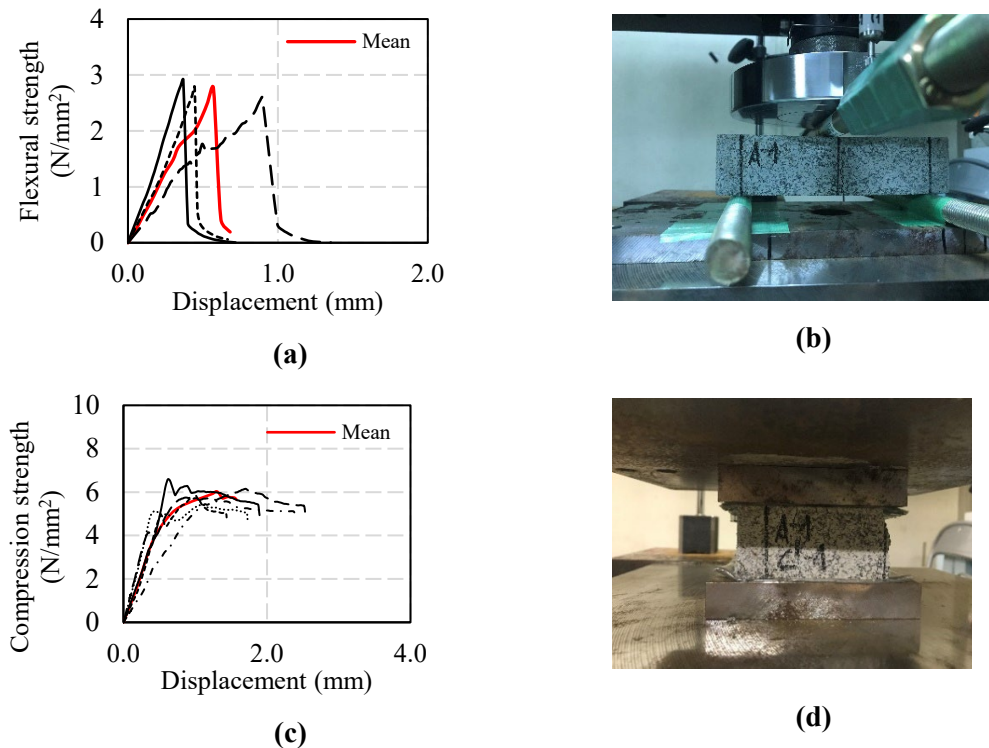 4
3
2
1
0
Flexural strength
(N/mm²)
Mean
0.0
1.0
2.0
Displacement (mm)
(a)
A-1
(b)
10
8
6
4
2
0
Compression strength
(N/mm²)
Mean
0.0
2.0
4.0
Displacement (mm)
(c)
A-1
C-1
(d)